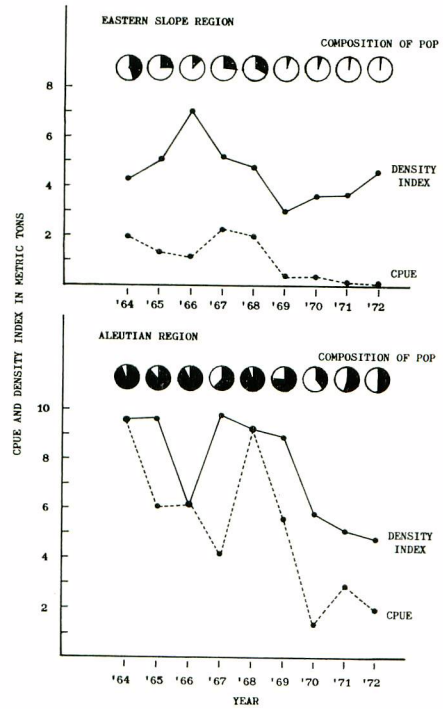 EASTERN SLOPE REGION
COMPOSITION OF POP
8
6
4
2
DENSITY
INDEX
CPUE
'64 '65 '66 '67 '68 '69 '70 '71 '72
CPUE AND DENSITY INDEX IN METRIC TONS
ALEUTIAN REGION
COMPOSITION OF POP
10
8
6
4
2
DENSITY
INDEX
CPUE
'64 '65 '66 '67 '68 '69 '70 '71 '72
YEAR